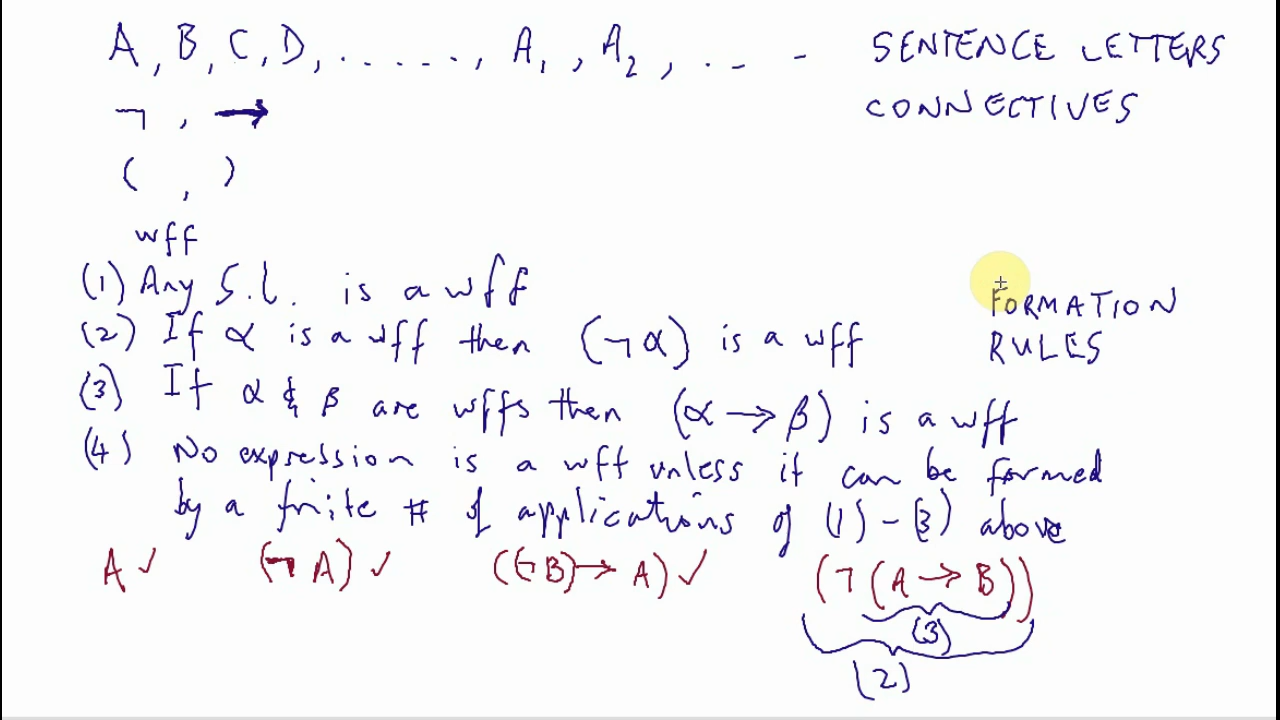 A, B, C, D, ......, A₁, A₂, ... SENTENCE LETTERS
¬, → CONNECTIVES
( , )
wff
(1) Any S.L. is a wff
FORMATION
(2) If α is a wff then (¬α) is a wff
RULES
(3) If α & β are wffs then (α → β) is a wff
(4) No expression is a wff unless it can be formed
by a finite # of applications of (1)-(3) above
A ✓ (¬A) ✓ ((¬B) → A) ✓ (¬(A → B))
(3)
(2)